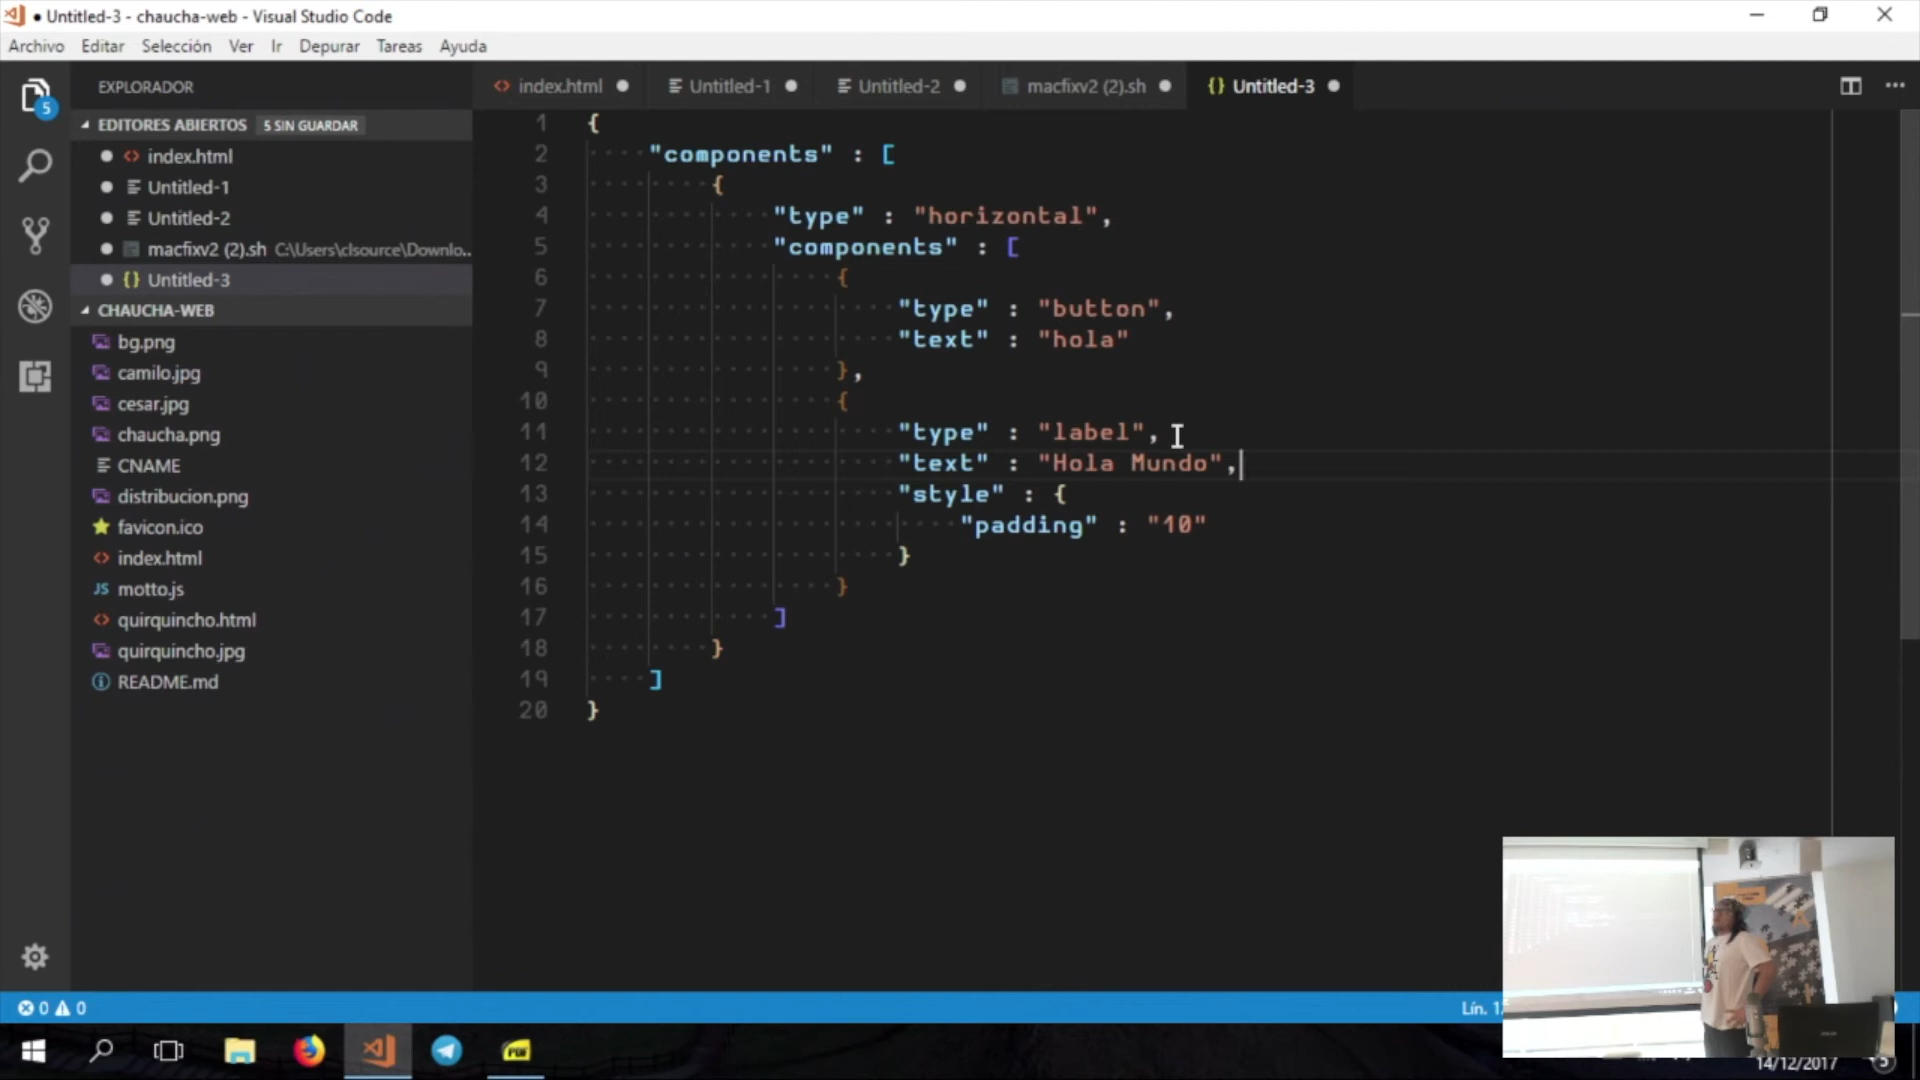 ● Untitled-3 - chaucha-web - Visual Studio Code
Archivo Editar Selección Ver Ir Depurar Tareas Ayuda
EXPLORADOR
EDITORES ABIERTOS 5 SIN GUARDAR
index.html
Untitled-1
Untitled-2
macfixv2 (2).sh C:\Users\clsource\Downlo...
Untitled-3
CHAUCHA-WEB
bg.png
camilo.jpg
cesar.jpg
chaucha.png
CNAME
distribucion.png
favicon.ico
index.html
JS motto.js
quirquincho.html
quirquincho.jpg
README.md
5
index.html Untitled-1 Untitled-2 macfixv2 (2).sh {} Untitled-3
1 {
2 "components" : [
3 {
4 "type" : "horizontal",
5 "components" : [
6 {
7 "type" : "button",
8 "text" : "hola"
9 },
10 {
11 "type" : "label",
12 "text" : "Hola Mundo",
13 "style" : {
14 "padding" : "10"
15 }
16 }
17 ]
18 }
19 ]
20 }
0 0
Lín. 1
PDF
14/12/2017
5